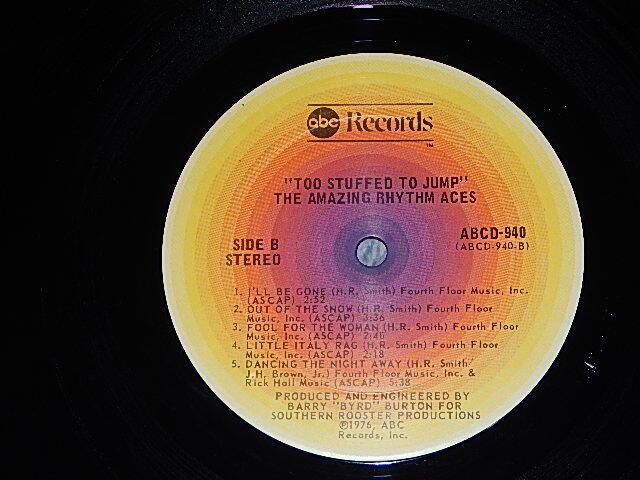 abc Records
TM
"TOO STUFFED TO JUMP"
THE AMAZING RHYTHM ACES
SIDE B
STEREO
ABCD-940
(ABCD-940-B)
1. I'LL BE GONE (H.R. Smith) Fourth Floor Music, Inc.
(ASCAP) 2:52
2. OUT OF THE SNOW (H.R. Smith) Fourth Floor
Music, Inc. (ASCAP) 3:36
3. FOOL FOR THE WOMAN (H.R. Smith) Fourth Floor
Music, Inc. (ASCAP) 2:40
4. LITTLE ITALY RAG (H.R. Smith) Fourth Floor
Music, Inc. (ASCAP) 2:18
5. DANCING THE NIGHT AWAY (H.R. Smith/
J.H. Brown, Jr.) Fourth Floor Music, Inc. &
Rick Hall Music (ASCAP) 5:38
PRODUCED AND ENGINEERED BY
BARRY "BYRD" BURTON FOR
SOUTHERN ROOSTER PRODUCTIONS
℗1976, ABC
Records, Inc.